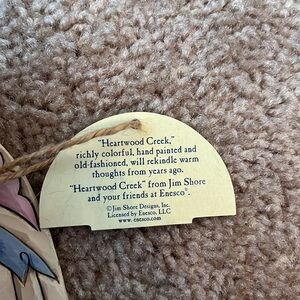 "Heartwood Creek,"
richly colorful, hand painted and
old-fashioned, will rekindle warm
thoughts from years ago.
"Heartwood Creek" from Jim Shore
and your friends at Enesco®.
©Jim Shore Designs, Inc.
Licensed by Enesco, LLC
www.enesco.com